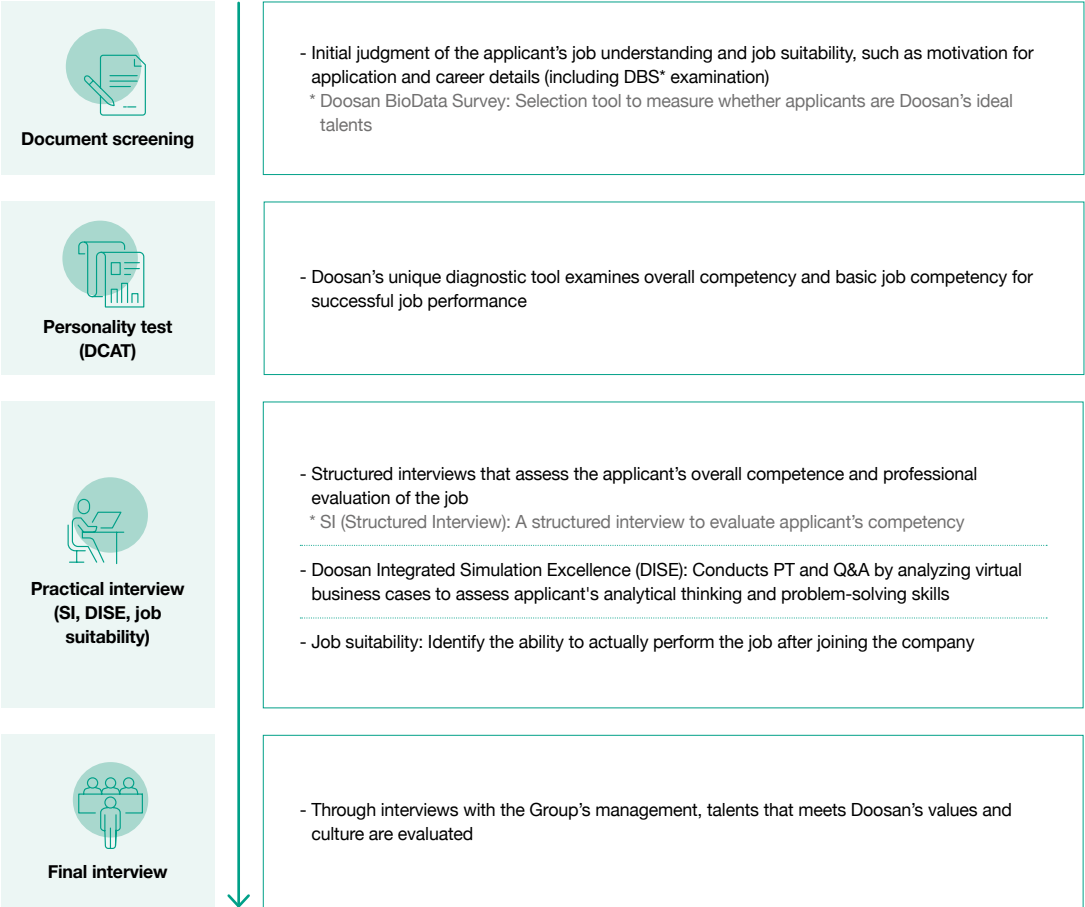 Document screening
- Initial judgment of the applicant’s job understanding and job suitability, such as motivation for
application and career details (including DBS* examination)
* Doosan BioData Survey: Selection tool to measure whether applicants are Doosan’s ideal
talents
Personality test
(DCAT)
- Doosan’s unique diagnostic tool examines overall competency and basic job competency for
successful job performance
Practical interview
(SI, DISE, job
suitability)
- Structured interviews that assess the applicant’s overall competence and professional
evaluation of the job
* SI (Structured Interview): A structured interview to evaluate applicant’s competency
- Doosan Integrated Simulation Excellence (DISE): Conducts PT and Q&A by analyzing virtual
business cases to assess applicant's analytical thinking and problem-solving skills
- Job suitability: Identify the ability to actually perform the job after joining the company
Final interview
- Through interviews with the Group’s management, talents that meets Doosan’s values and
culture are evaluated